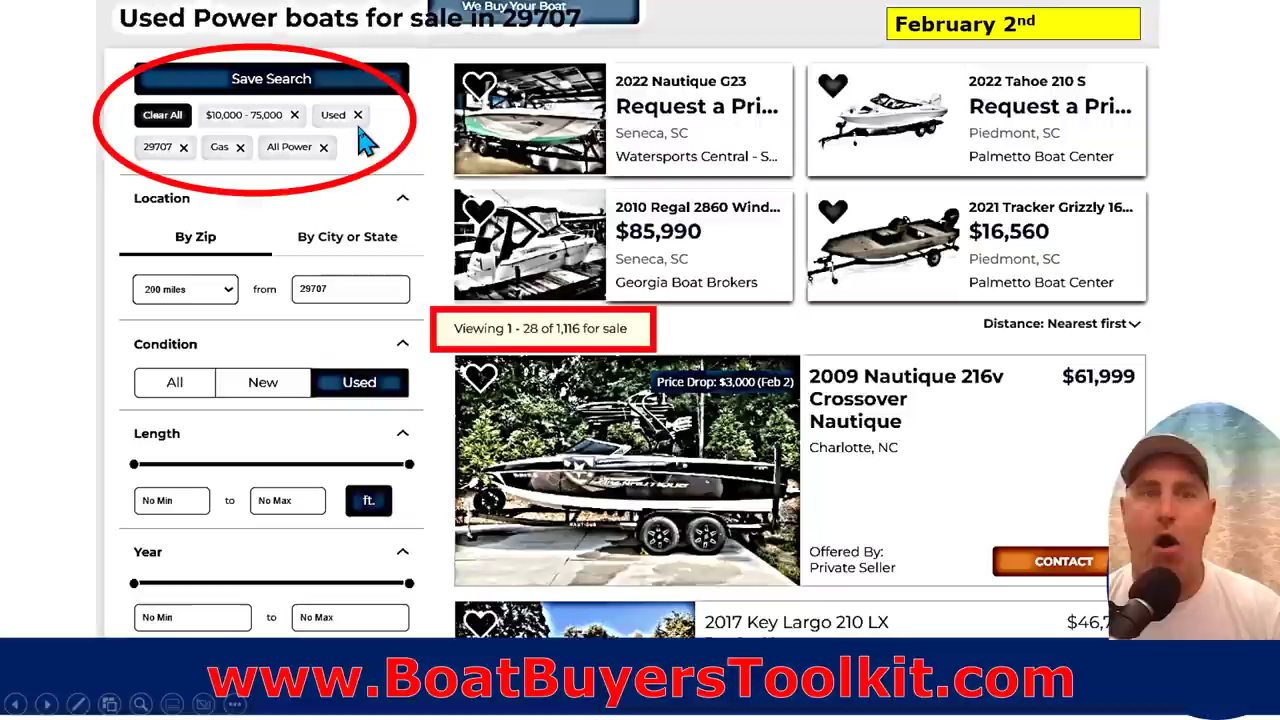 We Buy Your Boat
Used Power boats for sale in 29707
February 2nd
Save Search
Clear All
$10,000 - 75,000 ✕
Used ✕
29707 ✕
Gas ✕
All Power ✕
Location
By Zip
By City or State
200 miles
from
29707
Condition
All
New
Used
Length
No Min
to
No Max
ft.
Year
No Min
to
No Max
2022 Nautique G23
Request a Pri...
Seneca, SC
Watersports Central - S...
2022 Tahoe 210 S
Request a Pri...
Piedmont, SC
Palmetto Boat Center
2010 Regal 2860 Wind...
$85,990
Seneca, SC
Georgia Boat Brokers
2021 Tracker Grizzly 16...
$16,560
Piedmont, SC
Palmetto Boat Center
Viewing 1 - 28 of 1,116 for sale
Distance: Nearest first
Price Drop: $3,000 (Feb 2)
2009 Nautique 216v
Crossover
Nautique
$61,999
Charlotte, NC
Offered By:
Private Seller
CONTACT
2017 Key Largo 210 LX
$46,7
www.BoatBuyersToolkit.com